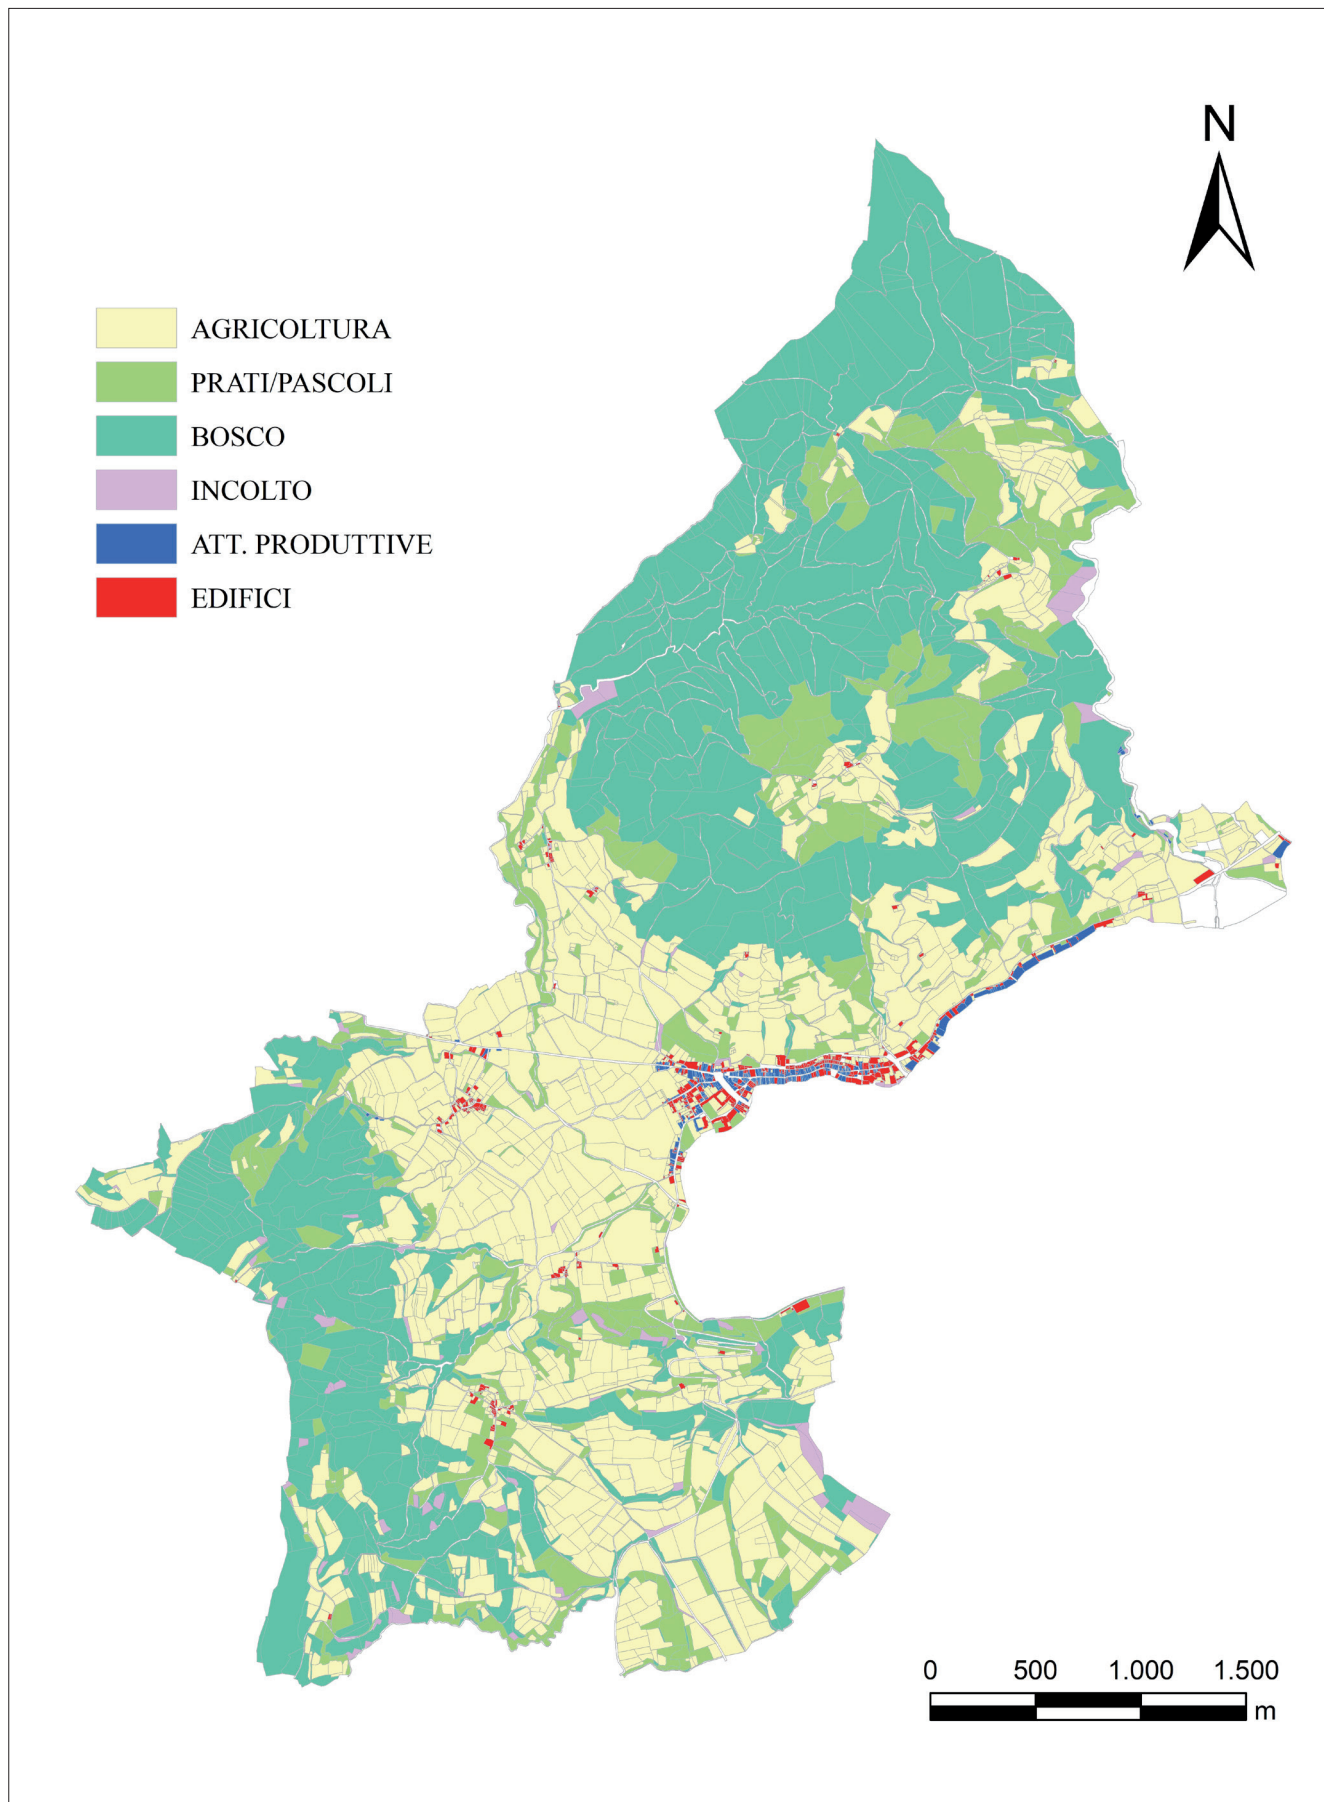 N
AGRICOLTURA
PRATI/PASCOLI
BOSCO
INCOLTO
ATT. PRODUTTIVE
EDIFICI
0 500 1.000 1.500
m